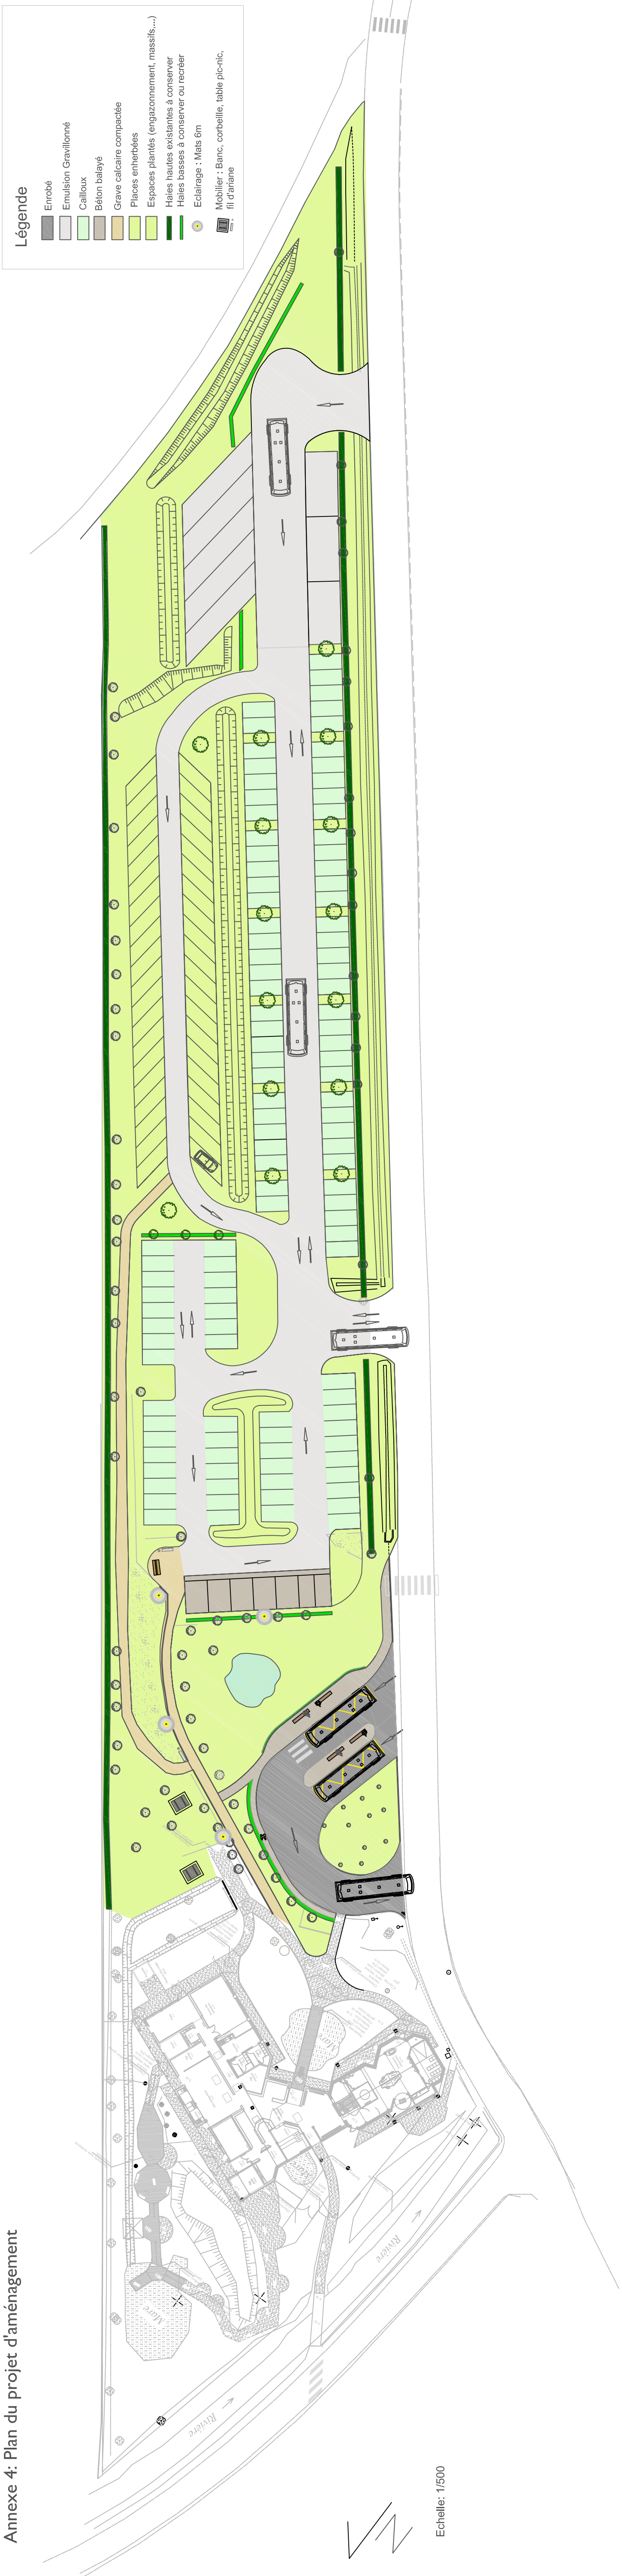 Annexe 4: Plan du projet d'aménagement
Légende
Enrobé
Emulsion Gravillonné
Cailloux
Béton balayé
Grave calcaire compactée
Places enherbées
Espaces plantés (engazonnement, massifs,...)
Haies hautes existantes à conserver
Haies basses à conserver ou recréer
Eclairage : Mats 6m
Mobilier : Banc, corbeille, table pic-nic,
fil d'ariane
Mare
Mare
Rivière
Rivière
Echelle: 1/500